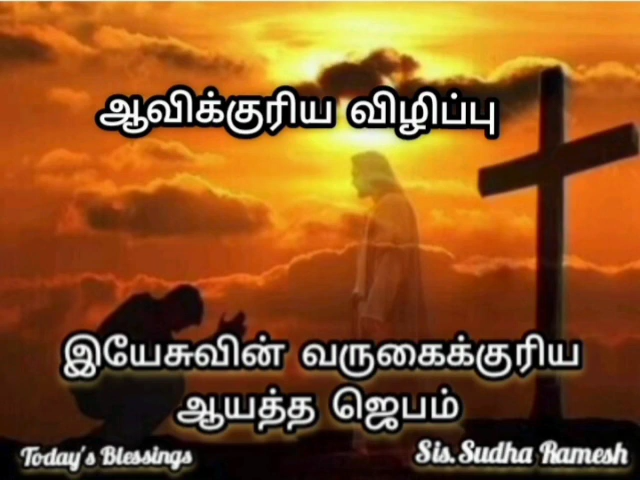 ஆவிக்குரிய விழிப்பு
இயேசுவின் வருகைக்குரிய
ஆயத்த ஜெபம்
Today's Blessings
Sis. Sudha Ramesh